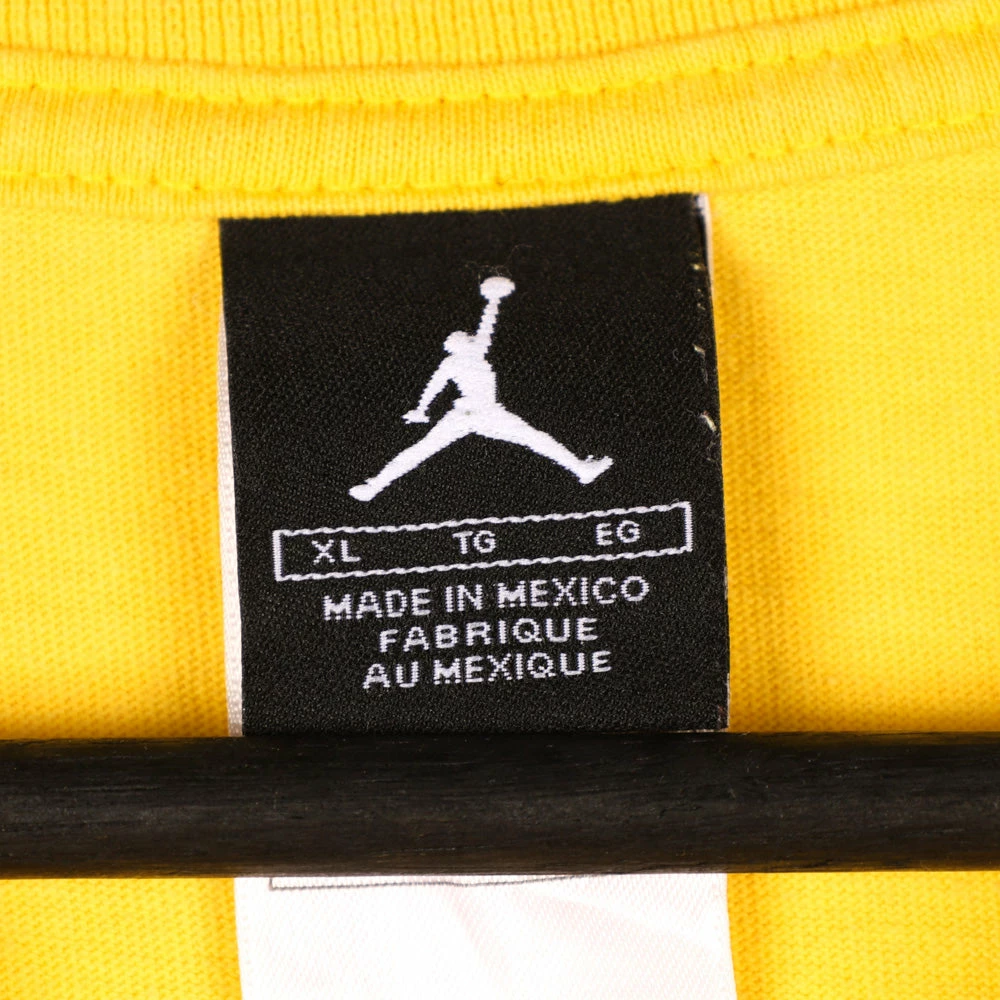 XL TG EG
MADE IN MEXICO
FABRIQUE
AU MEXIQUE